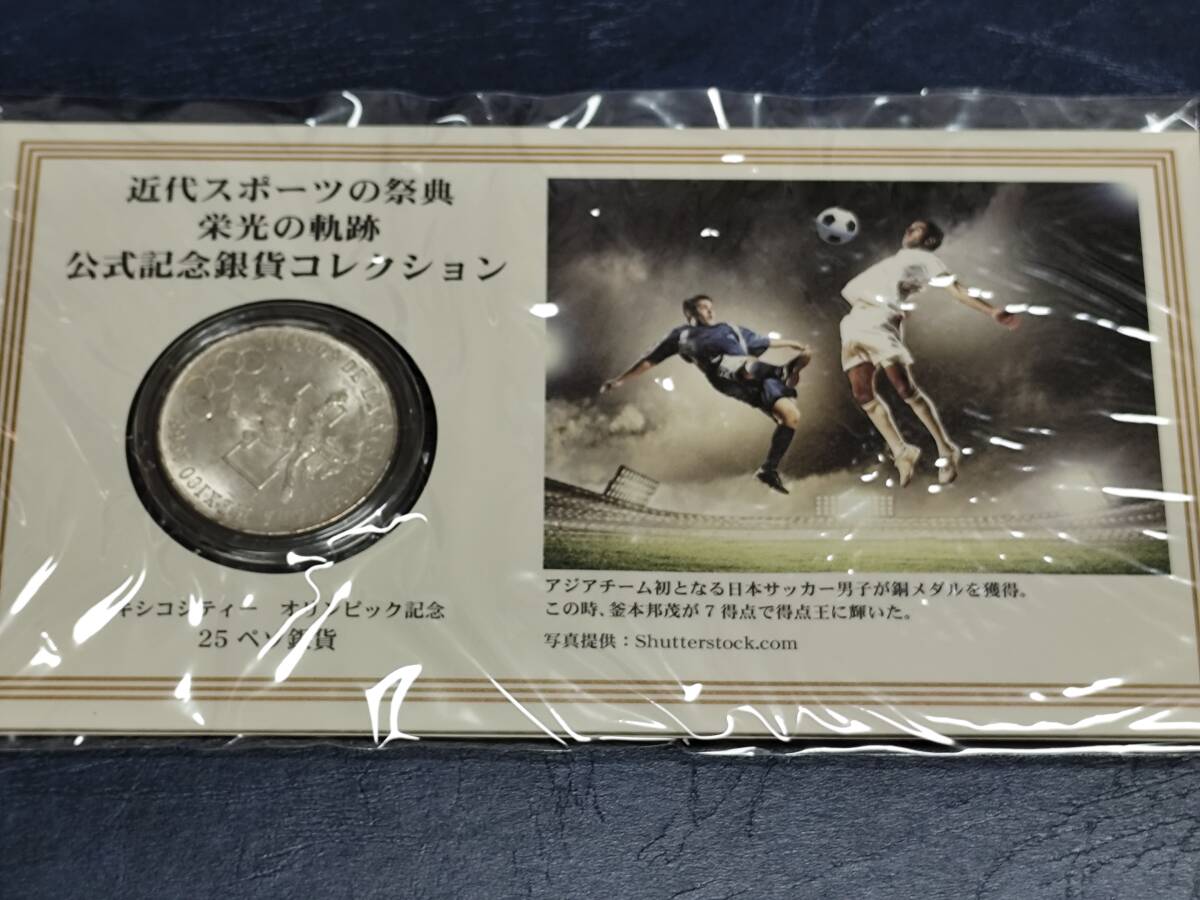 近代スポーツの祭典
栄光の軌跡
公式記念銀貨コレクション
DE LA
XICO
キシコシティー オリンピック記念
25 ペソ銀貨
アジアチーム初となる日本サッカー男子が銅メダルを獲得。
この時、釜本邦茂が7得点で得点王に輝いた。
写真提供：Shutterstock.com